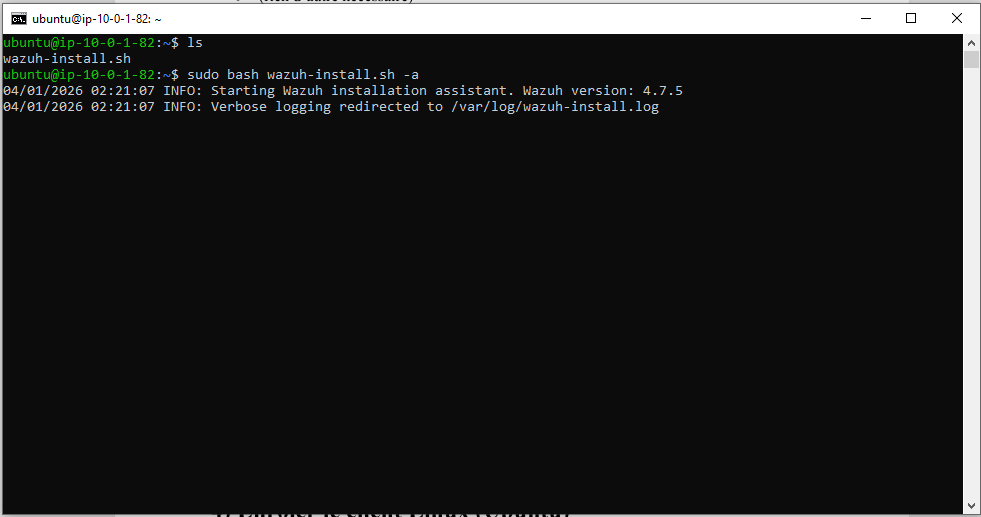 (rien d'autre nécessaire)
ubuntu@ip-10-0-1-82: ~
ubuntu@ip-10-0-1-82:~$ ls
wazuh-install.sh
ubuntu@ip-10-0-1-82:~$ sudo bash wazuh-install.sh -a
04/01/2026 02:21:07 INFO: Starting Wazuh installation assistant. Wazuh version: 4.7.5
04/01/2026 02:21:07 INFO: Verbose logging redirected to /var/log/wazuh-install.log